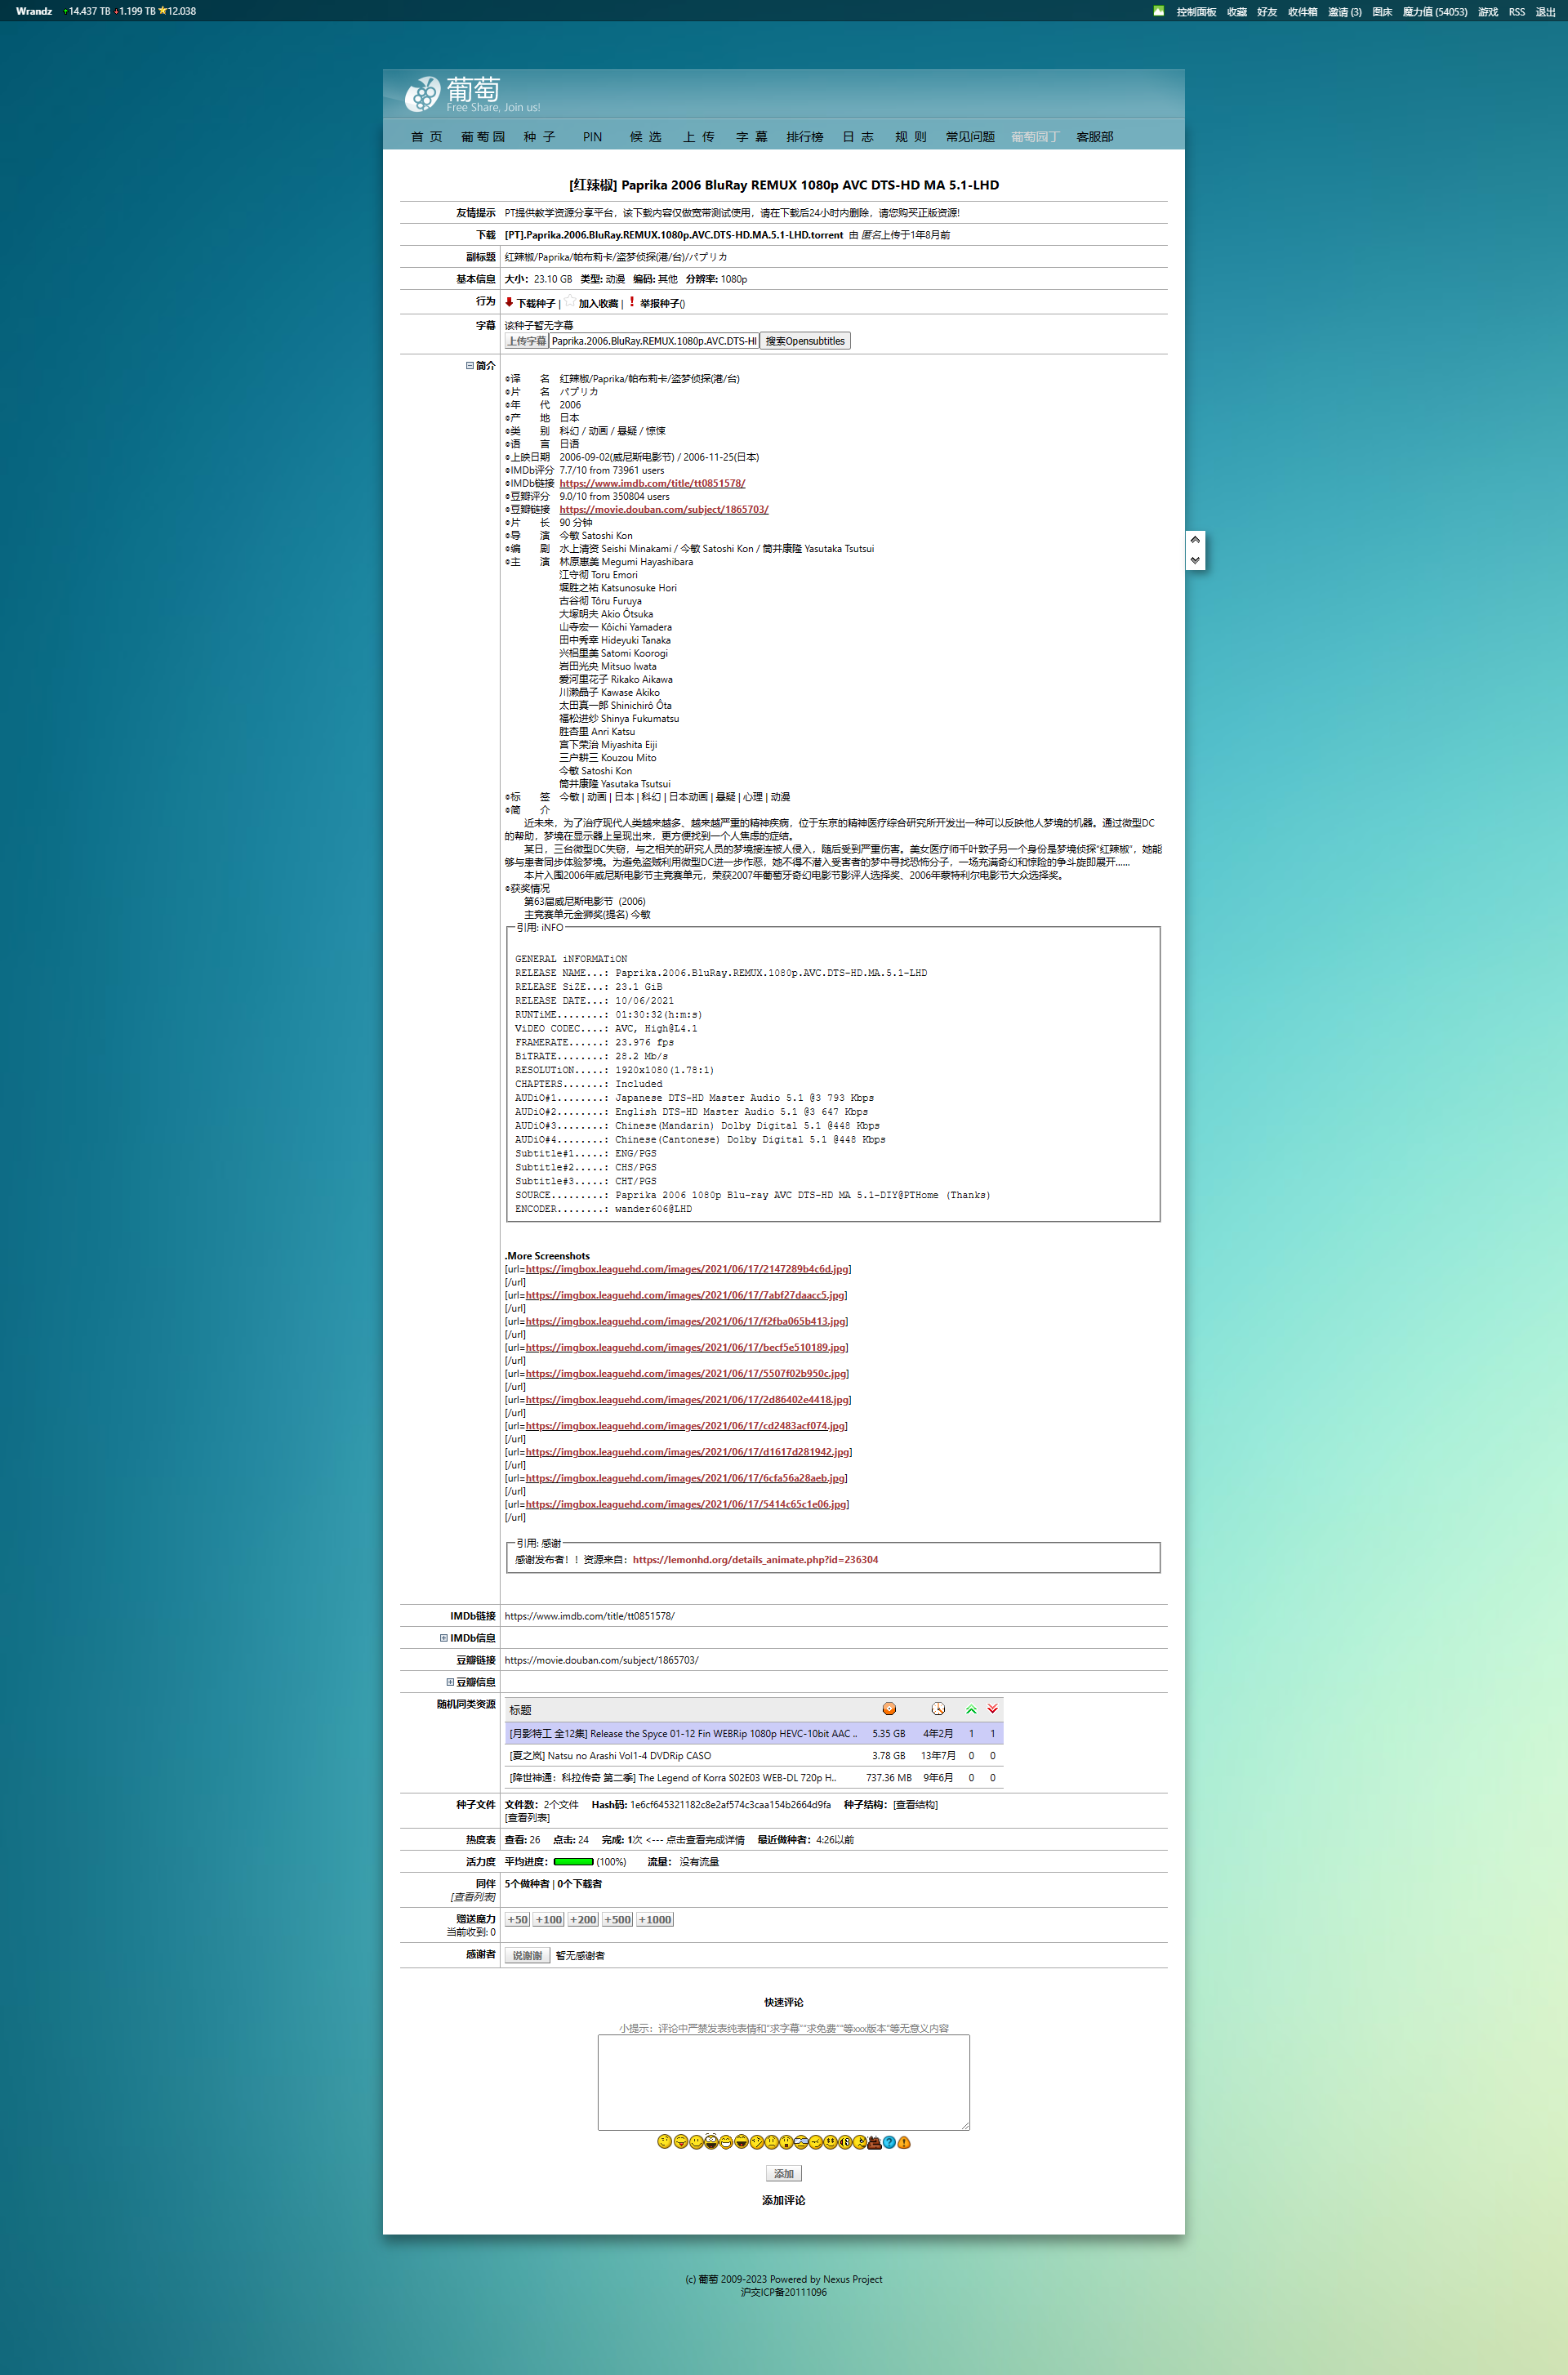 Wrandz 14.437 TB 1.199 TB 12.038 控制面板 收藏 好友 收件箱 邀请 (3) 图床 魔力值 (54053) 游戏 RSS 退出
葡萄
Free Share, Join us!
首 页 葡 萄 园 种 子 PIN 候 选 上 传 字 幕 排行榜 日 志 规 则 常见问题 葡萄园丁 客服部
[红辣椒] Paprika 2006 BluRay REMUX 1080p AVC DTS-HD MA 5.1-LHD
友情提示 PT提供教学资源分享平台，该下载内容仅做宽带测试使用，请在下载后24小时内删除，请您购买正版资源!
下载 [PT].Paprika.2006.BluRay.REMUX.1080p.AVC.DTS-HD.MA.5.1-LHD.torrent 由 匿名上传于1年8月前
副标题 红辣椒/Paprika/帕布莉卡/盗梦侦探(港/台)/パプリカ
基本信息 大小：23.10 GB 类型: 动漫 编码: 其他 分辨率: 1080p
行为 下载种子 | 加入收藏 | 举报种子()
字幕 该种子暂无字幕
上传字幕 Paprika.2006.BluRay.REMUX.1080p.AVC.DTS-HI 搜索Opensubtitles
简介
≎译　　名 红辣椒/Paprika/帕布莉卡/盗梦侦探(港/台)
≎片　　名 パプリカ
≎年　　代 2006
≎产　　地 日本
≎类　　别 科幻 / 动画 / 悬疑 / 惊悚
≎语　　言 日语
≎上映日期 2006-09-02(威尼斯电影节) / 2006-11-25(日本)
≎IMDb评分 7.7/10 from 73961 users
≎IMDb链接 https://www.imdb.com/title/tt0851578/
≎豆瓣评分 9.0/10 from 350804 users
≎豆瓣链接 https://movie.douban.com/subject/1865703/
≎片　　长 90 分钟
≎导　　演 今敏 Satoshi Kon
≎编　　剧 水上清资 Seishi Minakami / 今敏 Satoshi Kon / 筒井康隆 Yasutaka Tsutsui
≎主　　演 林原惠美 Megumi Hayashibara
江守彻 Toru Emori
堀胜之祐 Katsunosuke Hori
古谷彻 Tôru Furuya
大塚明夫 Akio Ôtsuka
山寺宏一 Kôichi Yamadera
田中秀幸 Hideyuki Tanaka
兴梠里美 Satomi Koorogi
岩田光央 Mitsuo Iwata
爱河里花子 Rikako Aikawa
川濑晶子 Kawase Akiko
太田真一郎 Shinichirô Ôta
福松进纱 Shinya Fukumatsu
胜杏里 Anri Katsu
宫下荣治 Miyashita Eiji
三户耕三 Kouzou Mito
今敏 Satoshi Kon
筒井康隆 Yasutaka Tsutsui
≎标　　签 今敏 | 动画 | 日本 | 科幻 | 日本动画 | 悬疑 | 心理 | 动漫
≎简　　介
近未来，为了治疗现代人类越来越多、越来越严重的精神疾病，位于东京的精神医疗综合研究所开发出一种可以反映他人梦境的机器。通过微型DC
的帮助，梦境在显示器上呈现出来，更方便找到一个人焦虑的症结。
某日，三台微型DC失窃，与之相关的研究人员的梦境接连被人侵入，随后受到严重伤害。美女医疗师千叶敦子另一个身份是梦境侦探“红辣椒”，她能
够与患者同步体验梦境。为避免盗贼利用微型DC进一步作恶，她不得不潜入受害者的梦中寻找恐怖分子，一场充满奇幻和惊险的争斗旋即展开……
本片入围2006年威尼斯电影节主竞赛单元，荣获2007年葡萄牙奇幻电影节影评人选择奖、2006年蒙特利尔电影节大众选择奖。
≎获奖情况
第63届威尼斯电影节 (2006)
主竞赛单元金狮奖(提名) 今敏
引用: iNFO
GENERAL iNFORMATiON
RELEASE NAME...: Paprika.2006.BluRay.REMUX.1080p.AVC.DTS-HD.MA.5.1-LHD
RELEASE SiZE...: 23.1 GiB
RELEASE DATE...: 10/06/2021
RUNTiME........: 01:30:32(h:m:s)
ViDEO CODEC....: AVC, High@L4.1
FRAMERATE......: 23.976 fps
BiTRATE........: 28.2 Mb/s
RESOLUTiON.....: 1920x1080(1.78:1)
CHAPTERS.......: Included
AUDiO#1........: Japanese DTS-HD Master Audio 5.1 @3 793 Kbps
AUDiO#2........: English DTS-HD Master Audio 5.1 @3 647 Kbps
AUDiO#3........: Chinese(Mandarin) Dolby Digital 5.1 @448 Kbps
AUDiO#4........: Chinese(Cantonese) Dolby Digital 5.1 @448 Kbps
Subtitle#1.....: ENG/PGS
Subtitle#2.....: CHS/PGS
Subtitle#3.....: CHT/PGS
SOURCE.........: Paprika 2006 1080p Blu-ray AVC DTS-HD MA 5.1-DIY@PTHome (Thanks)
ENCODER........: wander606@LHD
.More Screenshots
[url=https://imgbox.leaguehd.com/images/2021/06/17/2147289b4c6d.jpg]
[/url]
[url=https://imgbox.leaguehd.com/images/2021/06/17/7abf27daacc5.jpg]
[/url]
[url=https://imgbox.leaguehd.com/images/2021/06/17/f2fba065b413.jpg]
[/url]
[url=https://imgbox.leaguehd.com/images/2021/06/17/becf5e510189.jpg]
[/url]
[url=https://imgbox.leaguehd.com/images/2021/06/17/5507f02b950c.jpg]
[/url]
[url=https://imgbox.leaguehd.com/images/2021/06/17/2d86402e4418.jpg]
[/url]
[url=https://imgbox.leaguehd.com/images/2021/06/17/cd2483acf074.jpg]
[/url]
[url=https://imgbox.leaguehd.com/images/2021/06/17/d1617d281942.jpg]
[/url]
[url=https://imgbox.leaguehd.com/images/2021/06/17/6cfa56a28aeb.jpg]
[/url]
[url=https://imgbox.leaguehd.com/images/2021/06/17/5414c65c1e06.jpg]
[/url]
引用: 感谢
感谢发布者！！资源来自：https://lemonhd.org/details_animate.php?id=236304
IMDb链接 https://www.imdb.com/title/tt0851578/
IMDb信息
豆瓣链接 https://movie.douban.com/subject/1865703/
豆瓣信息
随机同类资源 标题
[月影特工 全12集] Release the Spyce 01-12 Fin WEBRip 1080p HEVC-10bit AAC .. 5.35 GB 4年2月 1 1
[夏之岚] Natsu no Arashi Vol1-4 DVDRip CASO 3.78 GB 13年7月 0 0
[降世神通：科拉传奇 第二季] The Legend of Korra S02E03 WEB-DL 720p H.. 737.36 MB 9年6月 0 0
种子文件 文件数：2个文件 Hash码: 1e6cf645321182c8e2af574c3caa154b2664d9fa 种子结构：[查看结构]
[查看列表]
热度表 查看: 26 点击: 24 完成: 1次 <--- 点击查看完成详情 最近做种者：4:26以前
活力度 平均进度： (100%) 流量： 没有流量
同伴 5个做种者 | 0个下载者
[查看列表]
赠送魔力 +50 +100 +200 +500 +1000
当前收到: 0
感谢者 说谢谢 暂无感谢者
快速评论
小提示：评论中严禁发表纯表情和“求字幕”“求免费”“等xxx版本”等无意义内容
添加
添加评论
(c) 葡萄 2009-2023 Powered by Nexus Project
沪交ICP备20111096